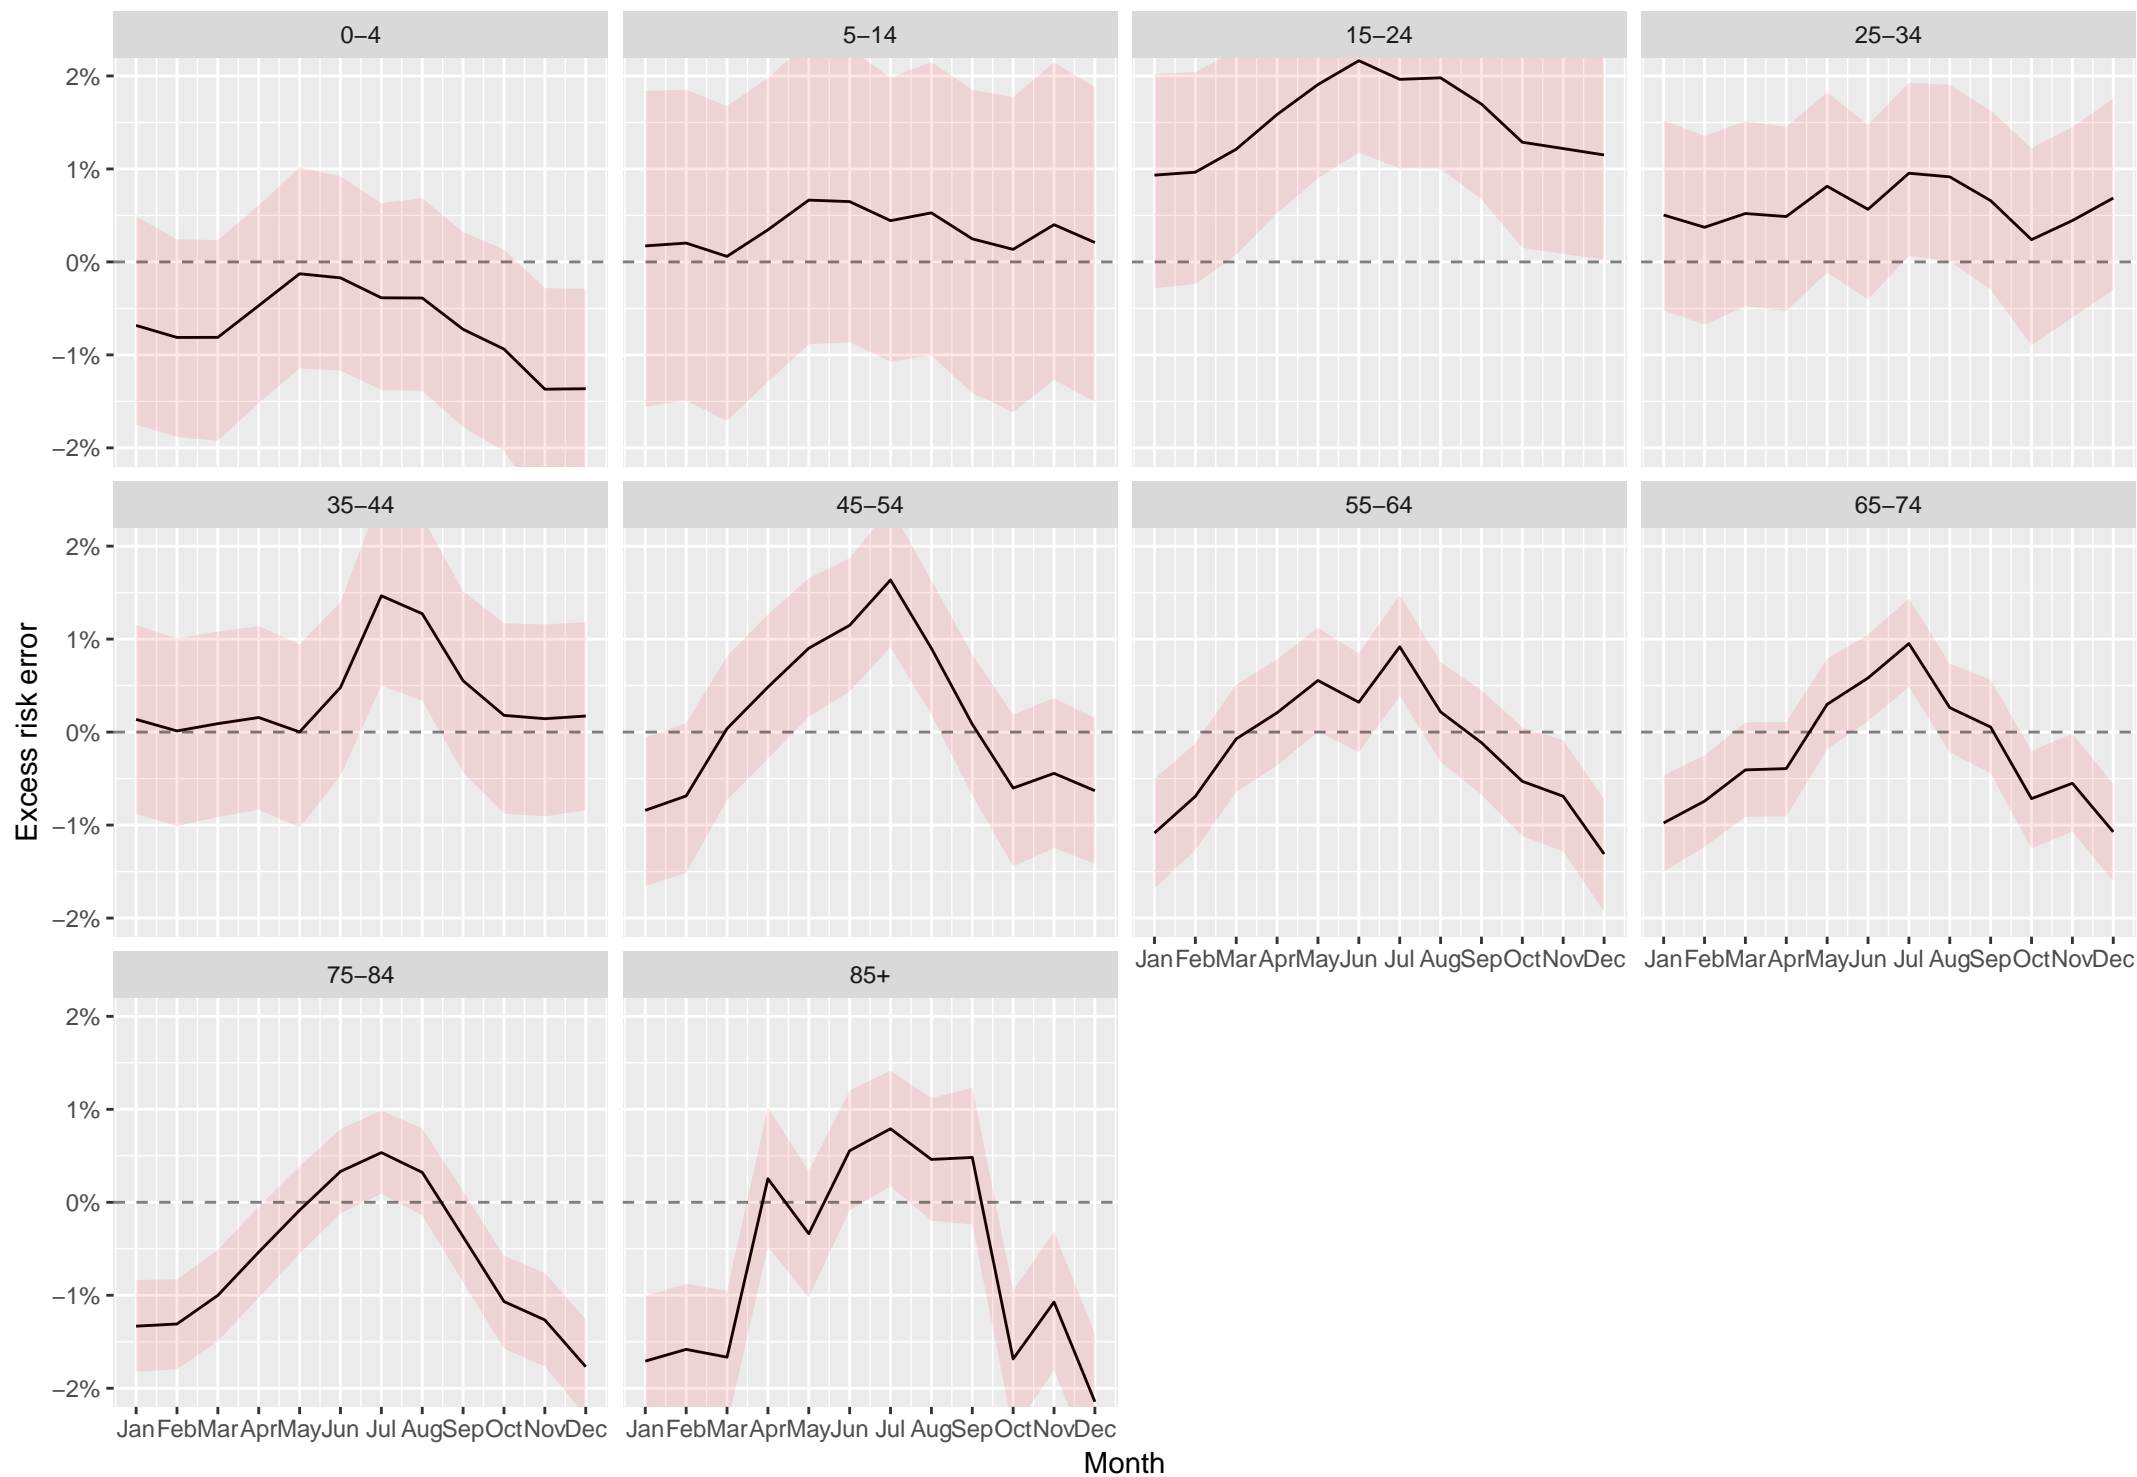 0–4 5–14 15–24 25–34
2%
1%
0%
−1%
−2%
35–44 45–54 55–64 65–74
2%
1%
0%
−1%
−2%
Jan Feb Mar Apr May Jun Jul Aug Sep Oct Nov Dec Jan Feb Mar Apr May Jun Jul Aug Sep Oct Nov Dec
75–84 85+
2%
1%
0%
−1%
−2%
Jan Feb Mar Apr May Jun Jul Aug Sep Oct Nov Dec Jan Feb Mar Apr May Jun Jul Aug Sep Oct Nov Dec
Month
Excess risk error